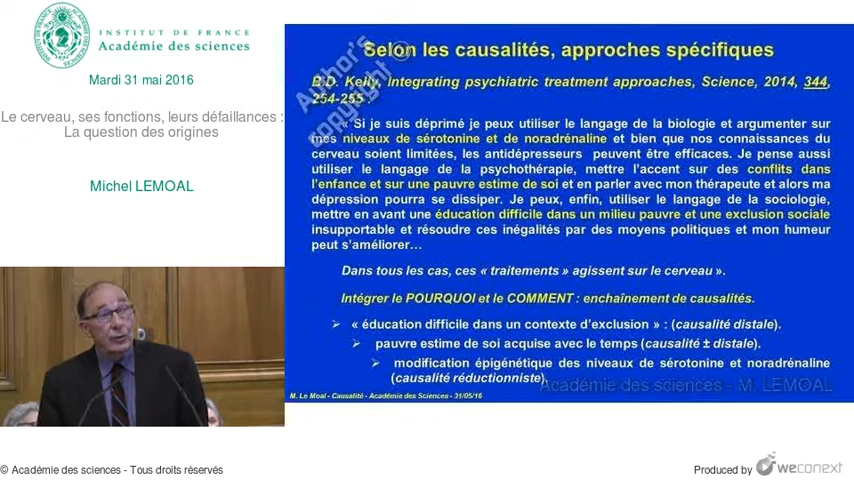 INSTITUT DE FRANCE
Académie des sciences
Mardi 31 mai 2016
Le cerveau, ses fonctions, leurs défaillances :
La question des origines
Michel LEMOAL
Selon les causalités, approches spécifiques
B.D. Kelly, Integrating psychiatric treatment approaches, Science, 2014, 344,
254-255 :
« Si je suis déprimé je peux utiliser le langage de la biologie et argumenter sur
mes niveaux de sérotonine et de noradrénaline et bien que nos connaissances du
cerveau soient limitées, les antidépresseurs peuvent être efficaces. Je pense aussi
utiliser le langage de la psychothérapie, mettre l'accent sur des conflits dans
l'enfance et sur une pauvre estime de soi et en parler avec mon thérapeute et alors ma
dépression pourra se dissiper. Je peux, enfin, utiliser le langage de la sociologie,
mettre en avant une éducation difficile dans un milieu pauvre et une exclusion sociale
insupportable et résoudre ces inégalités par des moyens politiques et mon humeur
peut s'améliorer…
Dans tous les cas, ces « traitements » agissent sur le cerveau ».
Intégrer le POURQUOI et le COMMENT : enchaînement de causalités.
➢ « éducation difficile dans un contexte d'exclusion » : (causalité distale).
➢ pauvre estime de soi acquise avec le temps (causalité ± distale).
➢ modification épigénétique des niveaux de sérotonine et noradrénaline
(causalité réductionniste).
Author's
copyright ©
Académie des sciences - M. LEMOAL
M. Le Moal - Causalité - Académie des Sciences - 31/05/16
© Académie des sciences - Tous droits réservés
Produced by weconext